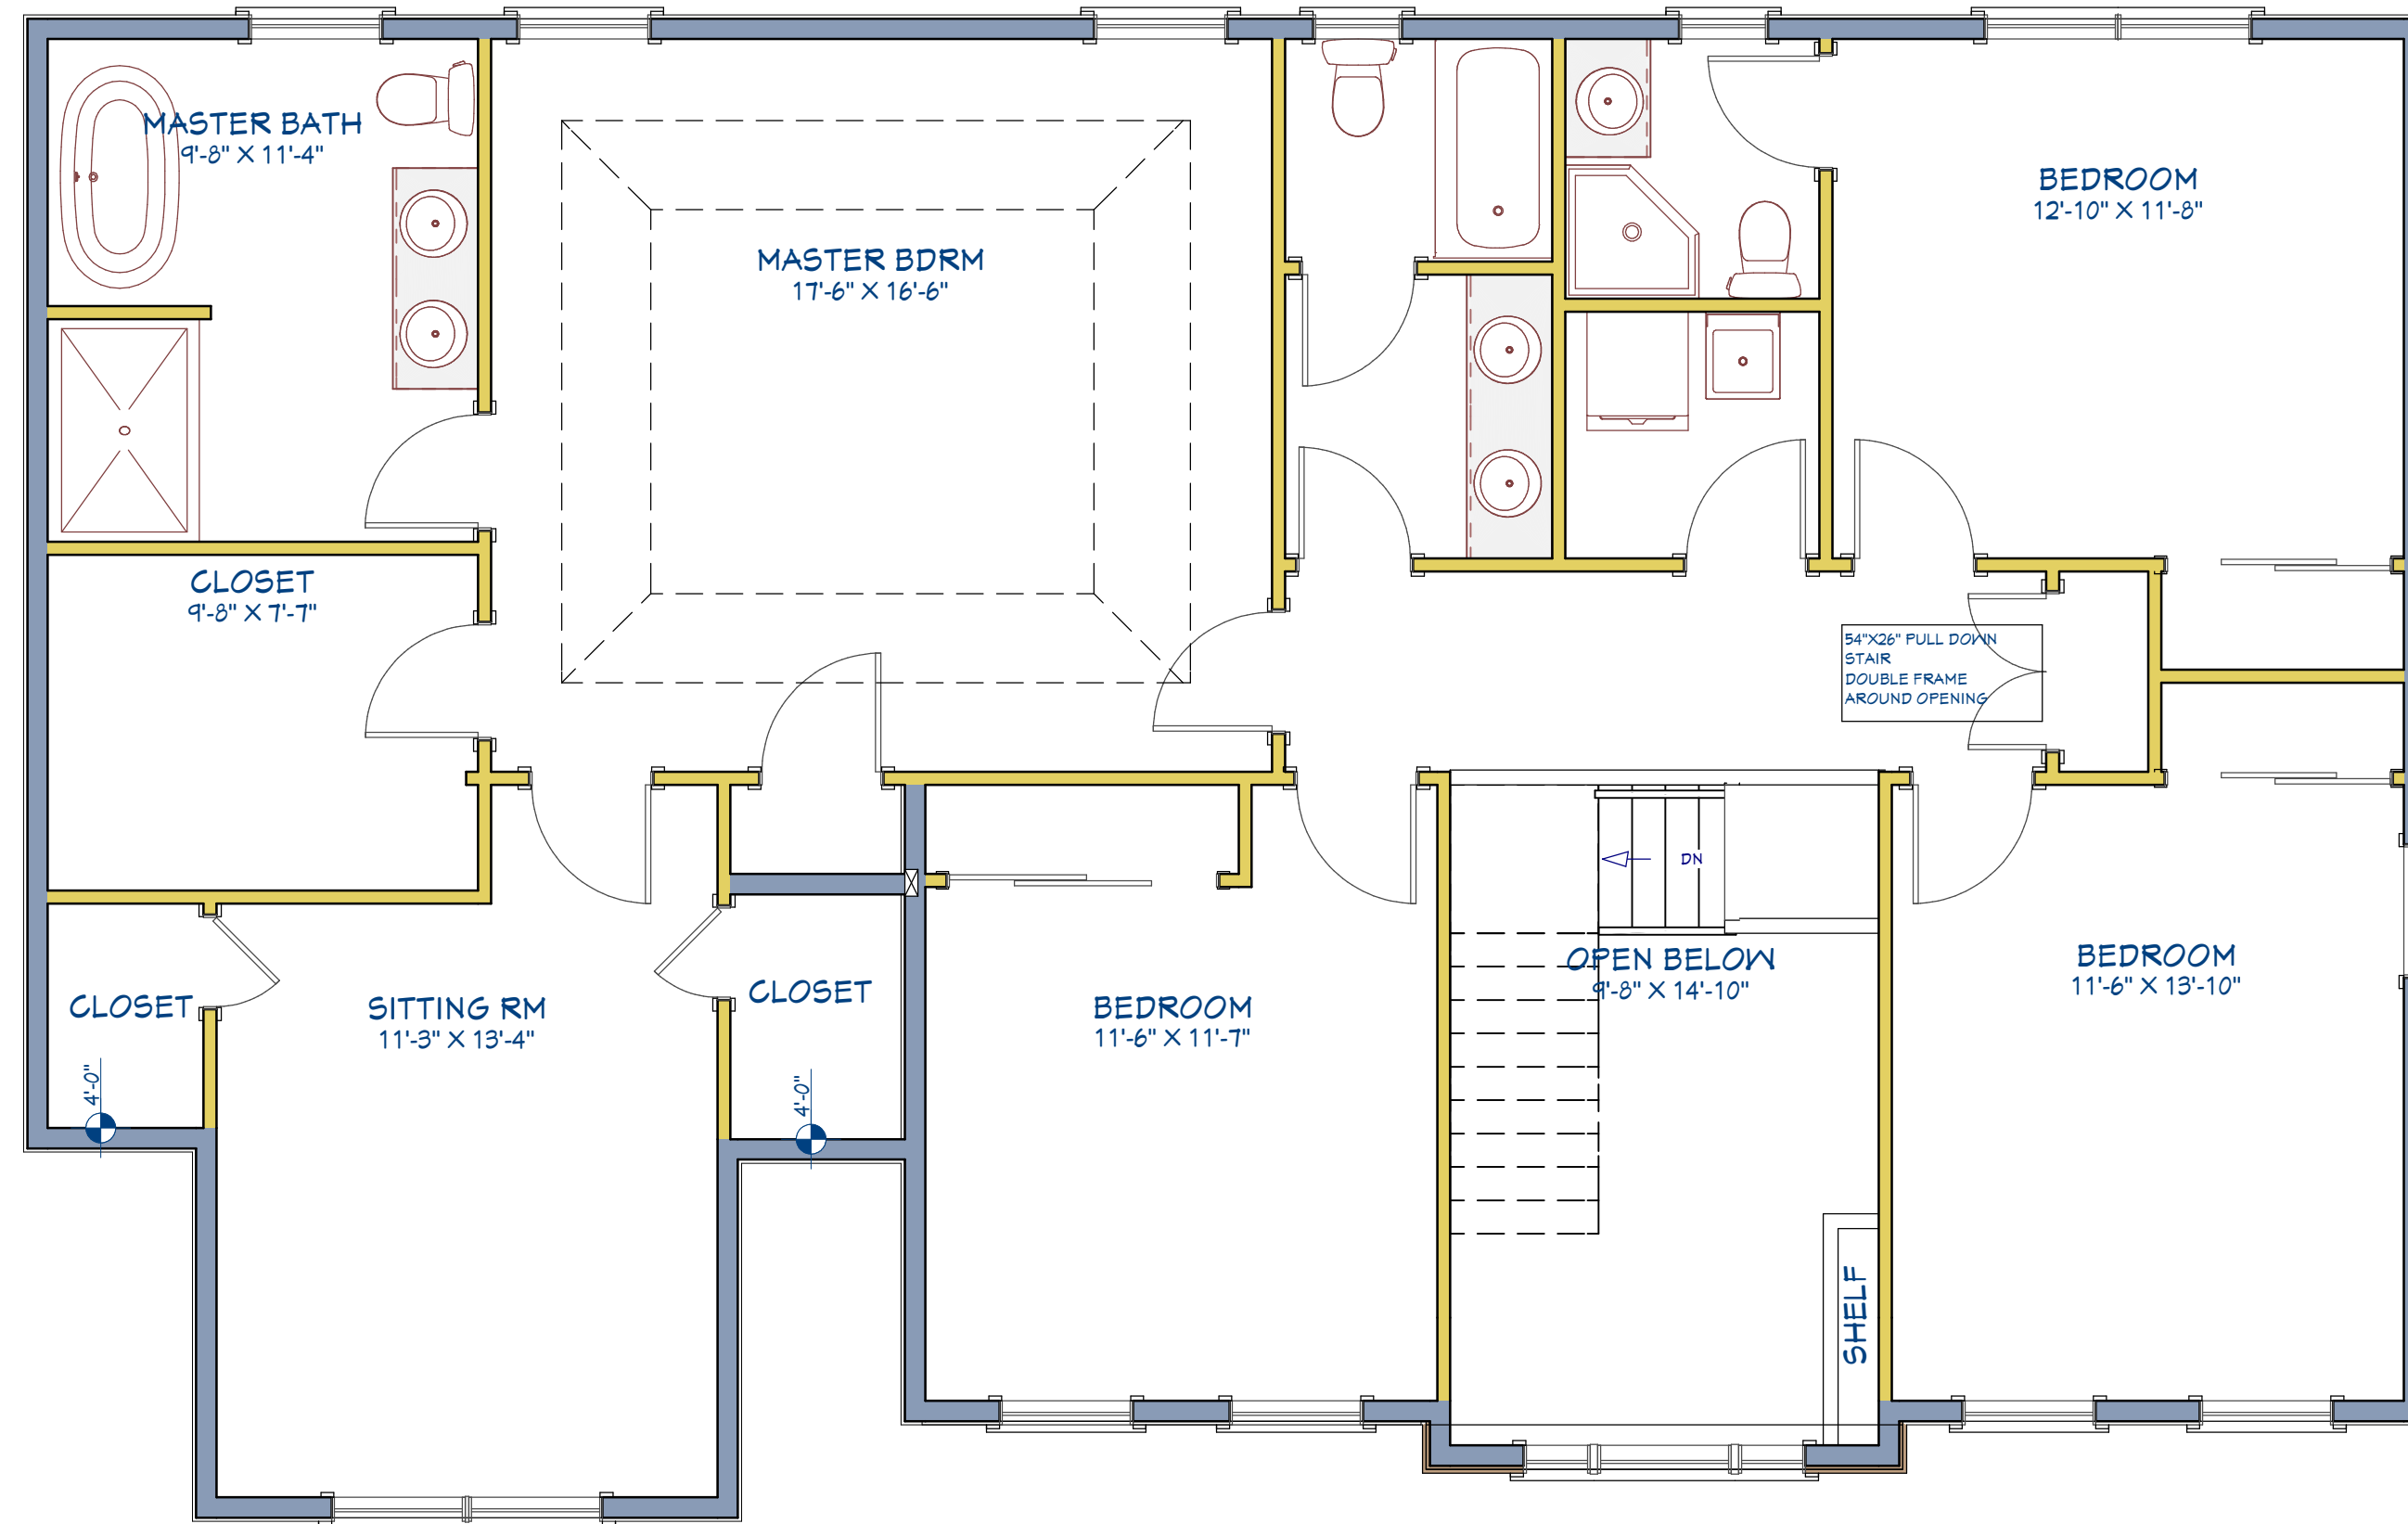 MASTER BATH
9'-8" X 11'-4"
MASTER BDRM
17'-6" X 16'-6"
BEDROOM
12'-10" X 11'-8"
CLOSET
9'-8" X 7'-7"
54"X26" PULL DOWN
STAIR
DOUBLE FRAME
AROUND OPENING
DN
OPEN BELOW
9'-8" X 14'-10"
BEDROOM
11'-6" X 13'-10"
CLOSET
SITTING RM
11'-3" X 13'-4"
CLOSET
BEDROOM
11'-6" X 11'-7"
4'-0"
4'-0"
SHELF